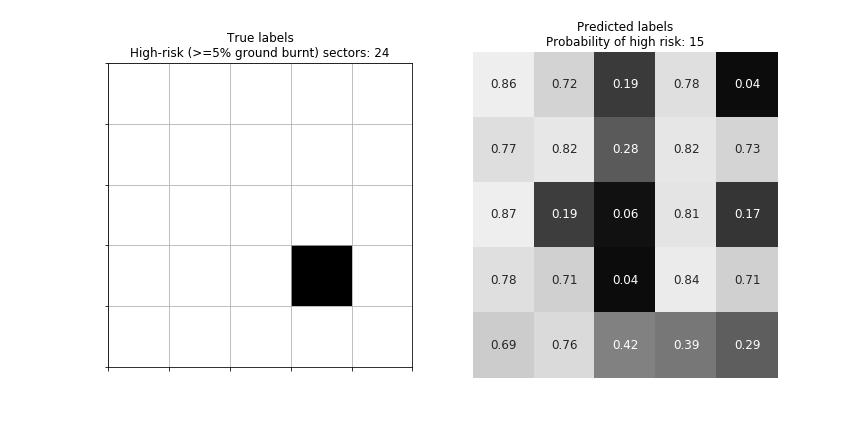 True labels
High-risk (>=5% ground burnt) sectors: 24
Predicted labels
Probability of high risk: 15
0.86 0.72 0.19 0.78 0.04
0.77 0.82 0.28 0.82 0.73
0.87 0.19 0.06 0.81 0.17
0.78 0.71 0.04 0.84 0.71
0.69 0.76 0.42 0.39 0.29